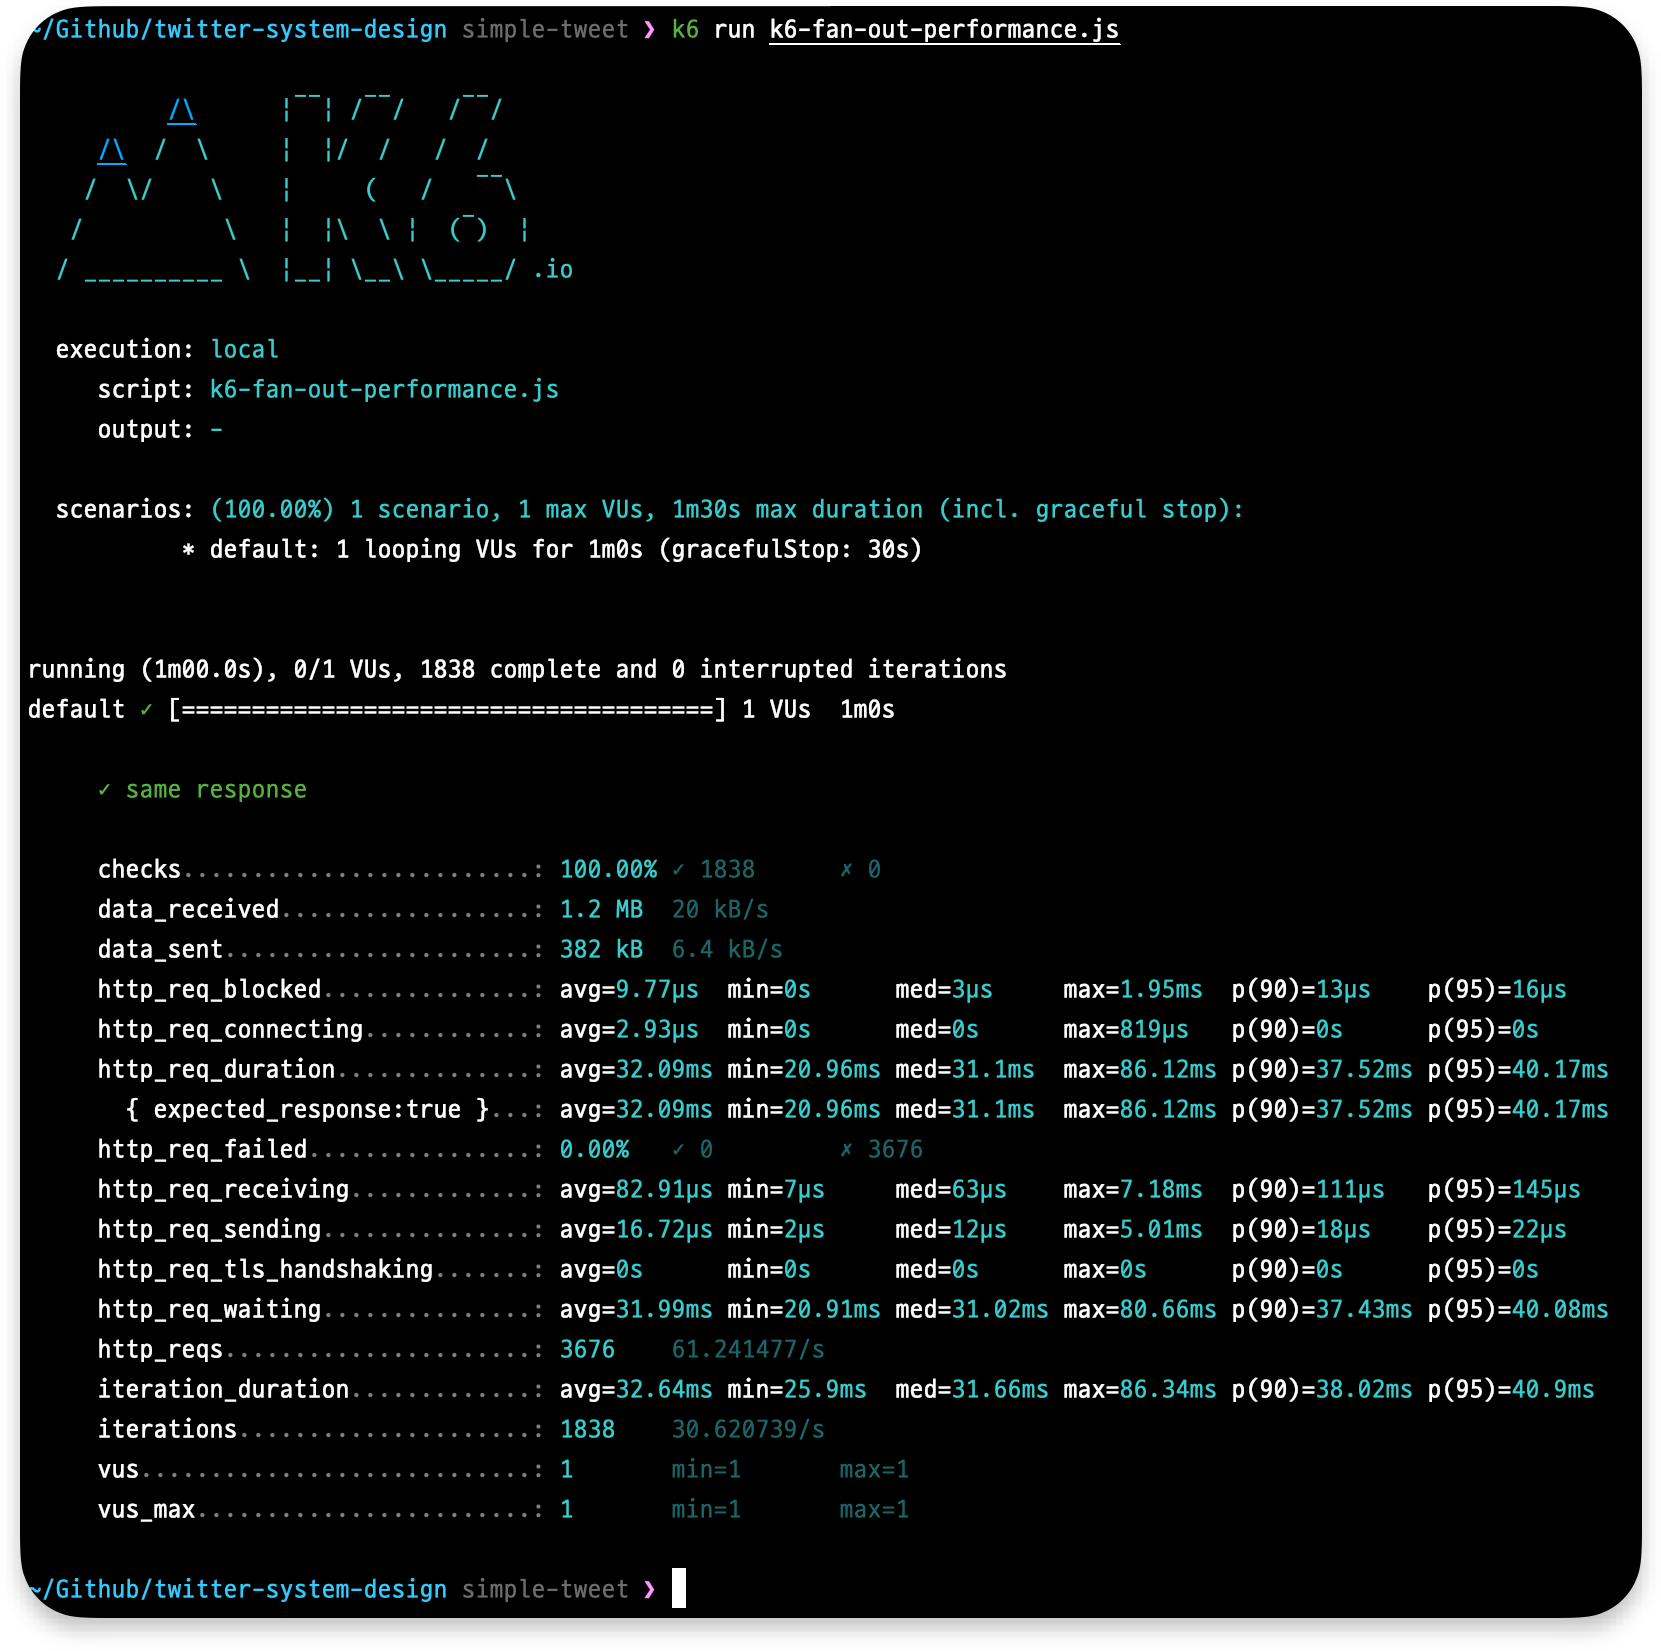 ~/Github/twitter-system-design simple-tweet ❯ k6 run k6-fan-out-performance.js

          /\      |‾‾| /‾‾/   /‾‾/
     /\  /  \     |  |/  /   /  /
    /  \/    \    |     (   /   ‾‾\
   /          \   |  |\  \ |  (‾)  |
  / __________ \  |__| \__\ \_____/ .io

  execution: local
     script: k6-fan-out-performance.js
     output: -

  scenarios: (100.00%) 1 scenario, 1 max VUs, 1m30s max duration (incl. graceful stop):
           * default: 1 looping VUs for 1m0s (gracefulStop: 30s)

running (1m00.0s), 0/1 VUs, 1838 complete and 0 interrupted iterations
default ✓ [======================================] 1 VUs  1m0s

     ✓ same response

     checks.........................: 100.00% ✓ 1838      ✗ 0
     data_received..................: 1.2 MB  20 kB/s
     data_sent......................: 382 kB  6.4 kB/s
     http_req_blocked...............: avg=9.77µs  min=0s      med=3µs     max=1.95ms  p(90)=13µs    p(95)=16µs
     http_req_connecting............: avg=2.93µs  min=0s      med=0s      max=819µs   p(90)=0s      p(95)=0s
     http_req_duration..............: avg=32.09ms min=20.96ms med=31.1ms  max=86.12ms p(90)=37.52ms p(95)=40.17ms
       { expected_response:true }...: avg=32.09ms min=20.96ms med=31.1ms  max=86.12ms p(90)=37.52ms p(95)=40.17ms
     http_req_failed................: 0.00%   ✓ 0         ✗ 3676
     http_req_receiving.............: avg=82.91µs min=7µs     med=63µs    max=7.18ms  p(90)=111µs   p(95)=145µs
     http_req_sending...............: avg=16.72µs min=2µs     med=12µs    max=5.01ms  p(90)=18µs    p(95)=22µs
     http_req_tls_handshaking.......: avg=0s      min=0s      med=0s      max=0s      p(90)=0s      p(95)=0s
     http_req_waiting...............: avg=31.99ms min=20.91ms med=31.02ms max=80.66ms p(90)=37.43ms p(95)=40.08ms
     http_reqs......................: 3676    61.241477/s
     iteration_duration.............: avg=32.64ms min=25.9ms  med=31.66ms max=86.34ms p(90)=38.02ms p(95)=40.9ms
     iterations.....................: 1838    30.620739/s
     vus............................: 1       min=1       max=1
     vus_max........................: 1       min=1       max=1

~/Github/twitter-system-design simple-tweet ❯